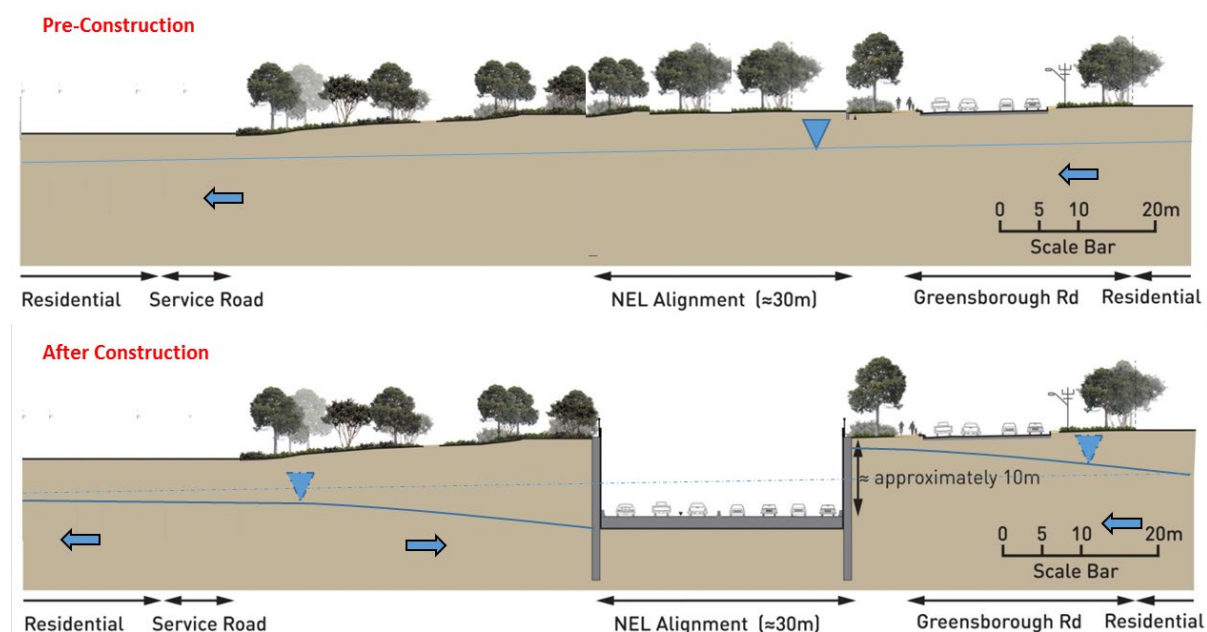 Pre-Construction
0 5 10 20m
Scale Bar
Residential Service Road NEL Alignment (≈30m) Greensborough Rd Residential
After Construction
≈ approximately 10m
0 5 10 20m
Scale Bar
Residential Service Road NEL Alignment (≈30m) Greensborough Rd Residential